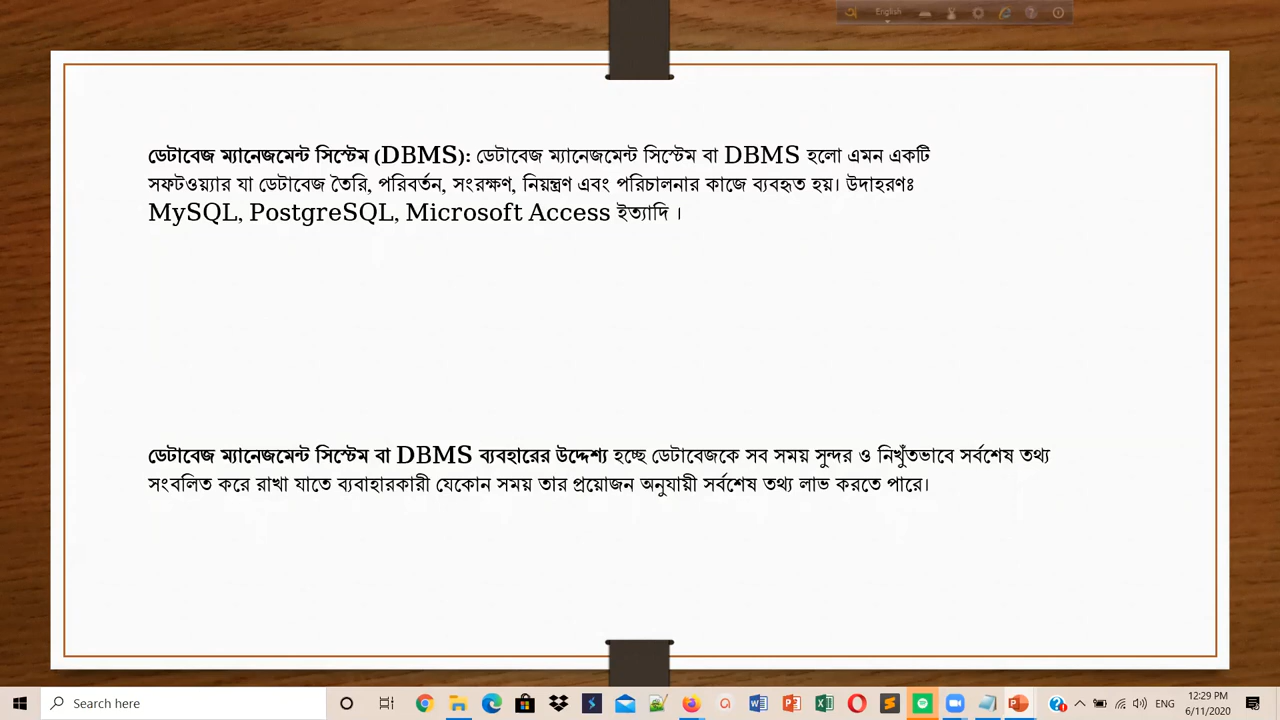 English
ডেটাবেজ ম্যানেজমেন্ট সিস্টেম (DBMS): ডেটাবেজ ম্যানেজমেন্ট সিস্টেম বা DBMS হলো এমন একটি
সফটওয়্যার যা ডেটাবেজ তৈরি, পরিবর্তন, সংরক্ষণ, নিয়ন্ত্রণ এবং পরিচালনার কাজে ব্যবহৃত হয়। উদাহরণঃ
MySQL, PostgreSQL, Microsoft Access ইত্যাদি ।
ডেটাবেজ ম্যানেজমেন্ট সিস্টেম বা DBMS ব্যবহারের উদ্দেশ্য হচ্ছে ডেটাবেজকে সব সময় সুন্দর ও নিখুঁতভাবে সর্বশেষ তথ্য
সংবলিত করে রাখা যাতে ব্যবাহারকারী যেকোন সময় তার প্রয়োজন অনুযায়ী সর্বশেষ তথ্য লাভ করতে পারে।
Search here
ENG
12:29 PM
6/11/2020